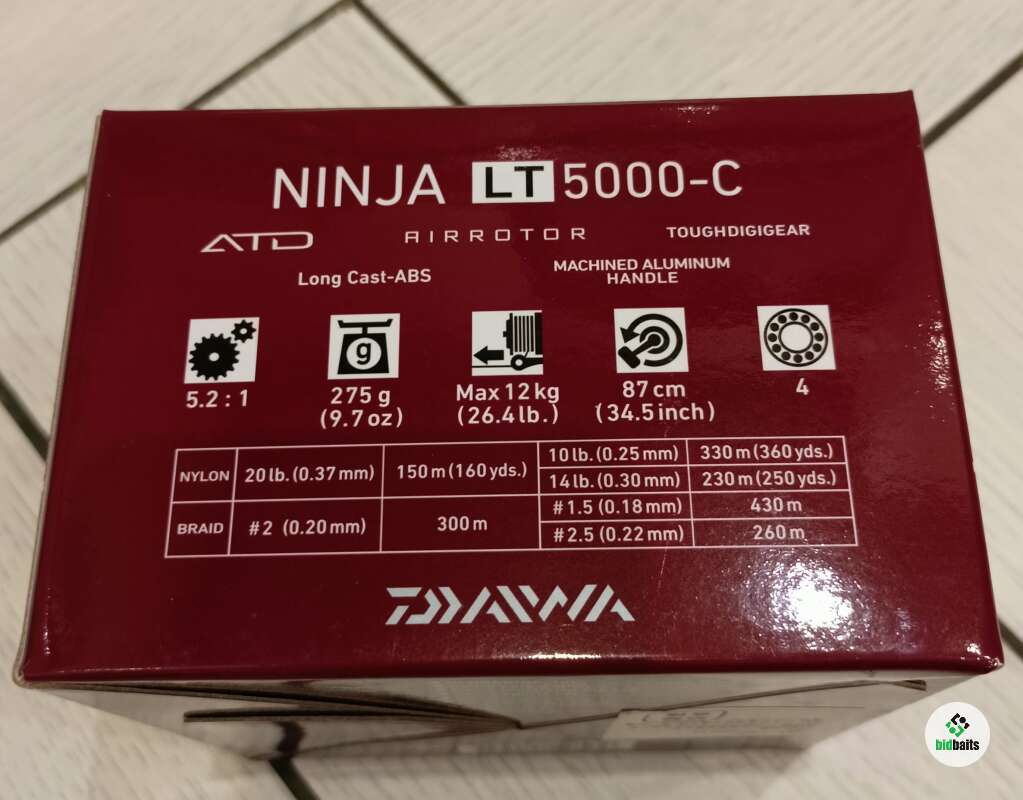 NINJA LT 5000-C
ATD AIRROTOR TOUGHDIGIGEAR
Long Cast-ABS MACHINED ALUMINUM
HANDLE
g
5.2 : 1 275 g Max 12 kg 87 cm 4
(9.7 oz) (26.4 lb.) (34.5 inch)
NYLON 20 lb. (0.37 mm) 150 m (160 yds.) 10 lb. (0.25 mm) 330 m (360 yds.)
14 lb. (0.30 mm) 230 m (250 yds.)
BRAID #2 (0.20 mm) 300 m #1.5 (0.18 mm) 430 m
#2.5 (0.22 mm) 260 m
DAIWA
bidbaits